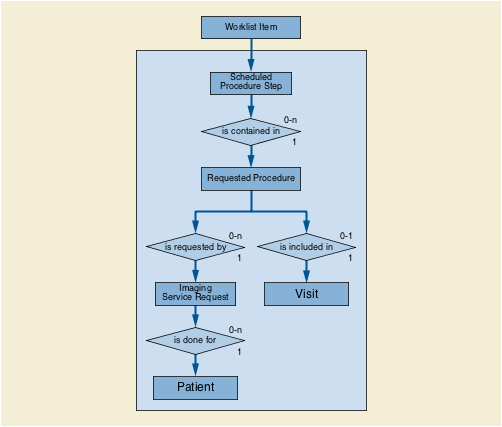 Worklist Item
Scheduled
Procedure Step
0-n
is contained in
1
Requested Procedure
0-n
is requested by
1
0-1
is included in
1
Imaging
Service Request
Visit
0-n
is done for
1
Patient